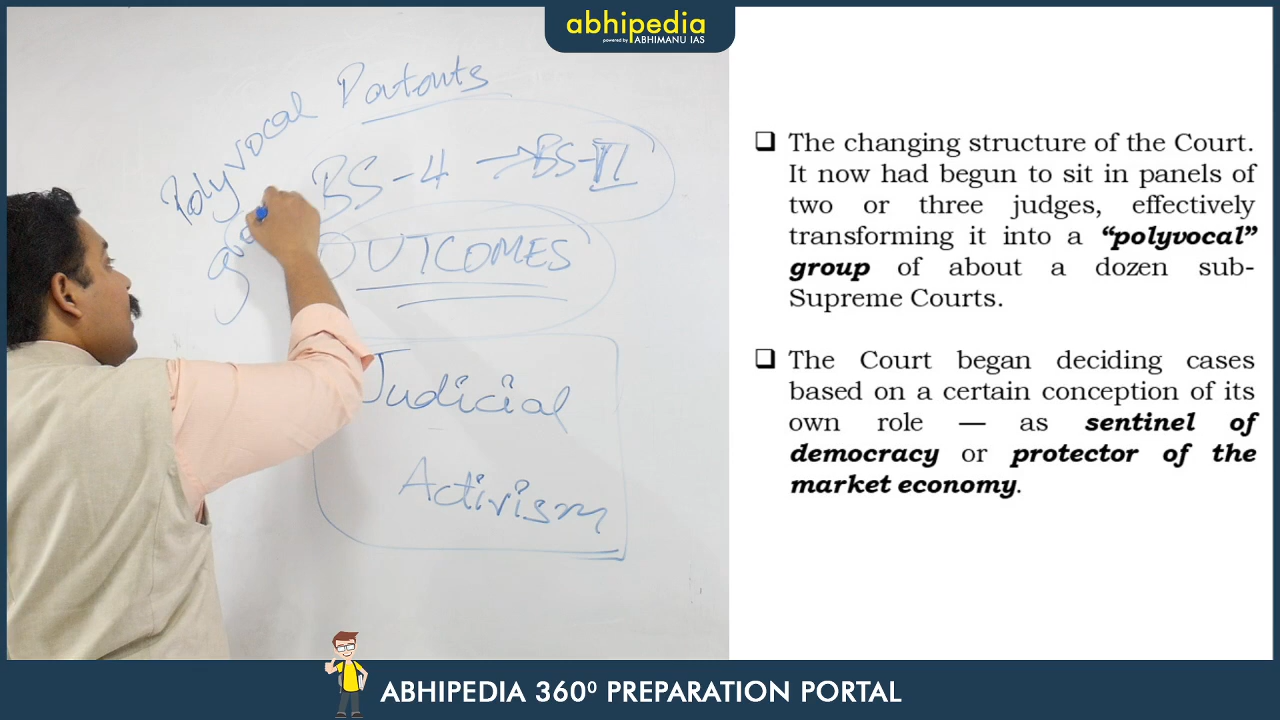 abhipedia
powered by ABHIMANU IAS
Polyvocal Patents
BS-4 → BS-VI
OUTCOMES
Judicial
Activism
❑ The changing structure of the Court.
It now had begun to sit in panels of
two or three judges, effectively
transforming it into a “polyvocal”
group of about a dozen sub-
Supreme Courts.
❑ The Court began deciding cases
based on a certain conception of its
own role — as sentinel of
democracy or protector of the
market economy.
ABHIPEDIA 360⁰ PREPARATION PORTAL